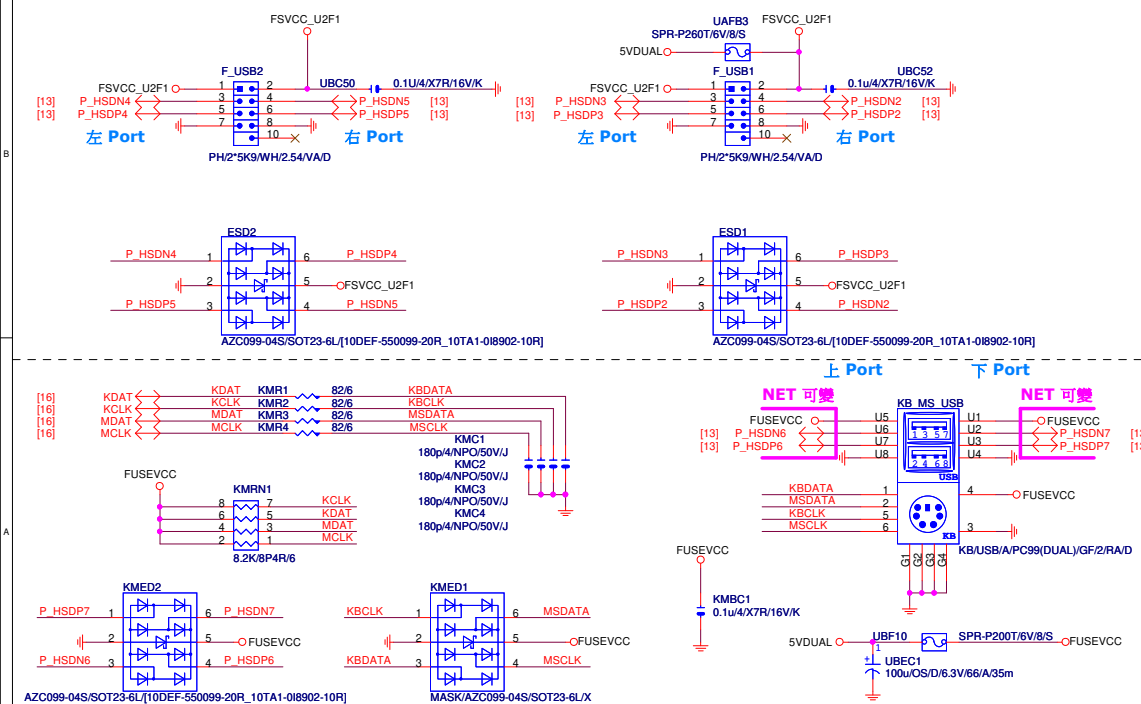 FSVCC_U2F1
UAFB3
FSVCC_U2F1
SPR-P260T/6V/8/S
5VDUAL
F_USB2
UBC50
0.1U/4/X7R/16V/K
F_USB1
UBC52
0.1u/4/X7R/16V/K
FSVCC_U2F1
1
2
FSVCC_U2F1
1
2
[13]
P_HSDN4
3
4
P_HSDN5
[13]
[13]
P_HSDN3
3
4
P_HSDN2
[13]
[13]
P_HSDP4
5
6
P_HSDP5
[13]
[13]
P_HSDP3
5
6
P_HSDP2
[13]
7
8
7
8
左 Port
10
右 Port
左 Port
10
右 Port
B
PH/2*5K9/WH/2.54/VA/D
PH/2*5K9/WH/2.54/VA/D
ESD2
ESD1
P_HSDN4
1
6
P_HSDP4
P_HSDN3
1
6
P_HSDP3
2
5
FSVCC_U2F1
2
5
FSVCC_U2F1
P_HSDP5
3
4
P_HSDN5
P_HSDP2
3
4
P_HSDN2
AZC099-04S/SOT23-6L/[10DEF-550099-20R_10TA1-0I8902-10R]
AZC099-04S/SOT23-6L/[10DEF-550099-20R_10TA1-0I8902-10R]
上 Port
下 Port
[16]
KDAT
KDAT
KMR1
82/6
KBDATA
[16]
KCLK
KCLK
KMR2
82/6
KBCLK
[16]
MDAT
MDAT
KMR3
82/6
MSDATA
[16]
MCLK
MCLK
KMR4
82/6
MSCLK
KMC1
180p/4/NPO/50V/J
KMC2
180p/4/NPO/50V/J
KMC3
180p/4/NPO/50V/J
KMC4
180p/4/NPO/50V/J
NET 可變
KB_MS_USB
NET 可變
FUSEVCC
U5
U1
FUSEVCC
[13]
P_HSDN6
U6
U2
P_HSDN7
[13
[13]
P_HSDP6
U7
U3
P_HSDP7
[13
U8
U4
1 3 5 7
2 4 6 8
USB
KBDATA
1
4
FUSEVCC
MSDATA
2
KBCLK
5
MSCLK
6
3
KB
KB/USB/A/PC99(DUAL)/GF/2/RA/D
G1
G2
G3
G4
FUSEVCC
KMRN1
8
7
KCLK
6
5
KDAT
4
3
MDAT
2
1
MCLK
8.2K/8P4R/6
A
FUSEVCC
KMBC1
0.1u/4/X7R/16V/K
KMED2
KMED1
P_HSDP7
1
6
P_HSDN7
KBCLK
1
6
MSDATA
2
5
FUSEVCC
2
5
FUSEVCC
P_HSDN6
3
4
P_HSDP6
KBDATA
3
4
MSCLK
AZC099-04S/SOT23-6L/[10DEF-550099-20R_10TA1-0I8902-10R]
MASK/AZC099-04S/SOT23-6L/X
5VDUAL
UBF10
SPR-P200T/6V/8/S
FUSEVCC
1
+
UBEC1
100u/OS/D/6.3V/66/A/35m